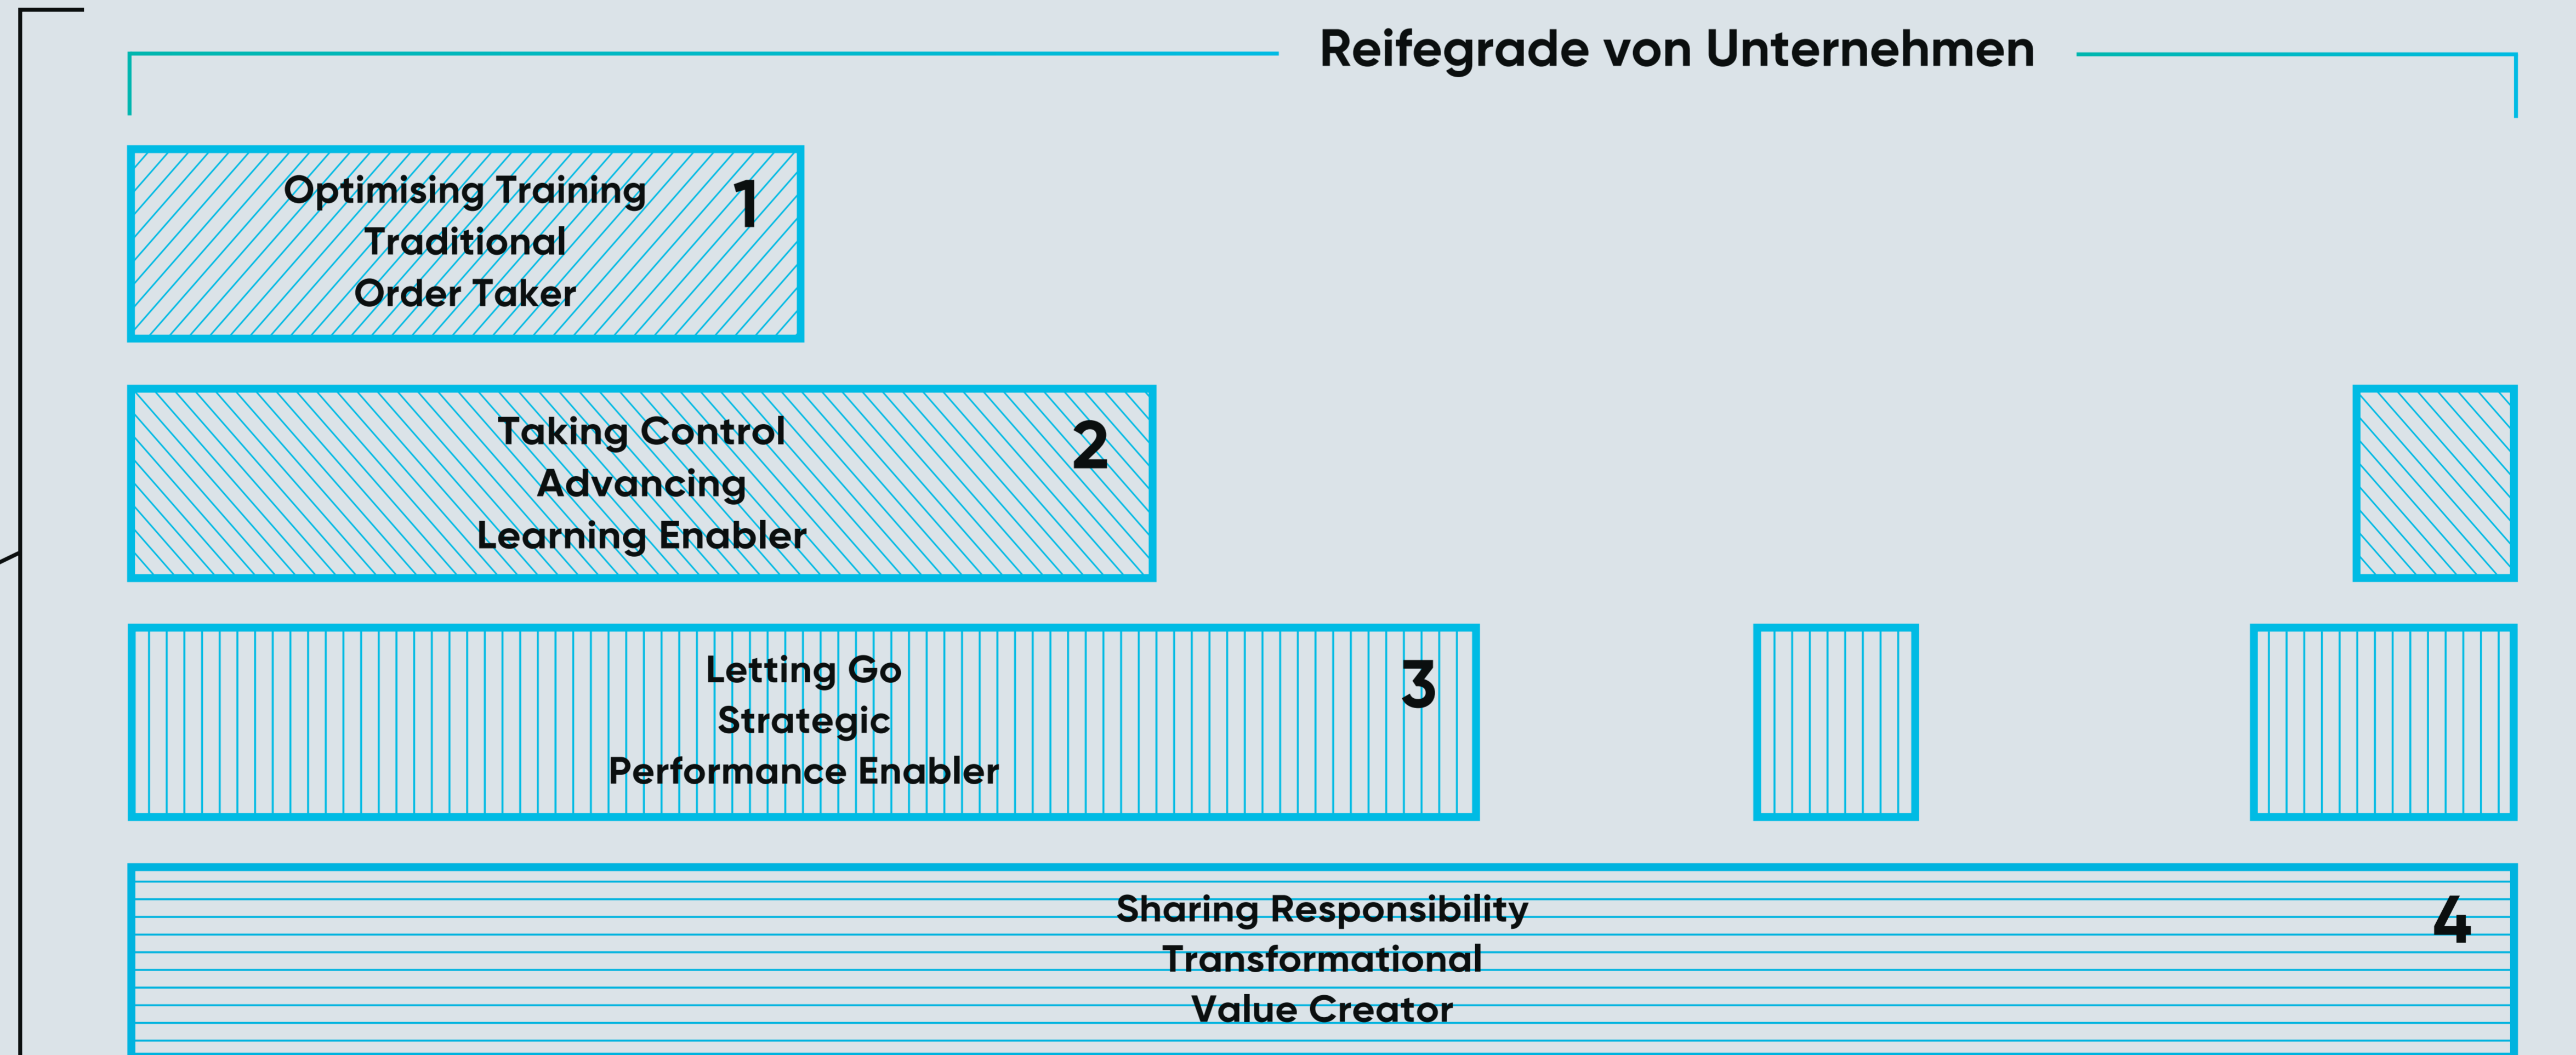 Reifegrade von Unternehmen
Optimising Training
Traditional
Order Taker
1
Taking Control
Advancing
Learning Enabler
2
Letting Go
Strategic
Performance Enabler
3
Sharing Responsibility
Transformational
Value Creator
4